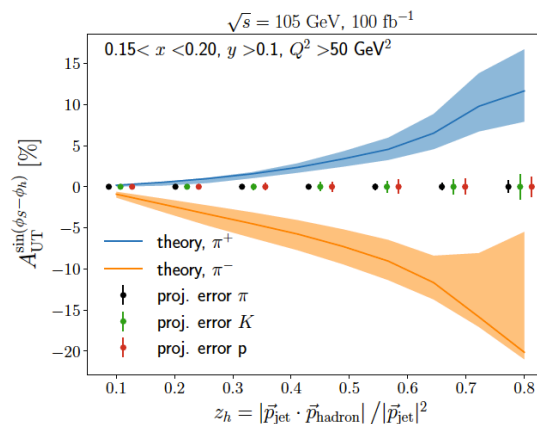 √s = 105 GeV, 100 fb⁻¹
0.15< x <0.20, y >0.1, Q² >50 GeV²
A_UT^sin(φ_S−φ_h) [%]
15
10
5
0
−5
−10
−15
−20
theory, π⁺
theory, π⁻
proj. error π
proj. error K
proj. error p
0.1 0.2 0.3 0.4 0.5 0.6 0.7 0.8
z_h = |p⃗_jet · p⃗_hadron| / |p⃗_jet|²